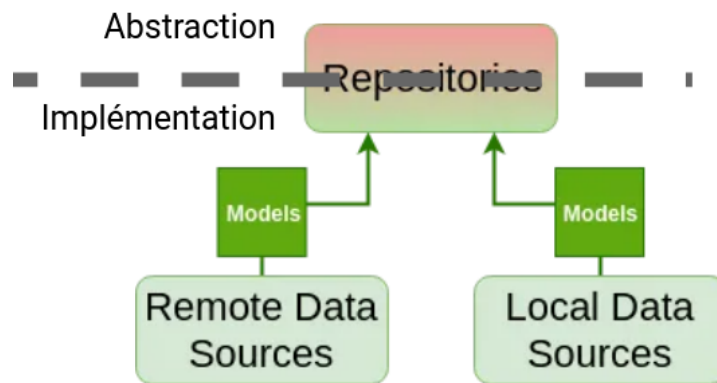 Abstraction
Repositories
Implémentation
Models
Models
Remote Data
Sources
Local Data
Sources